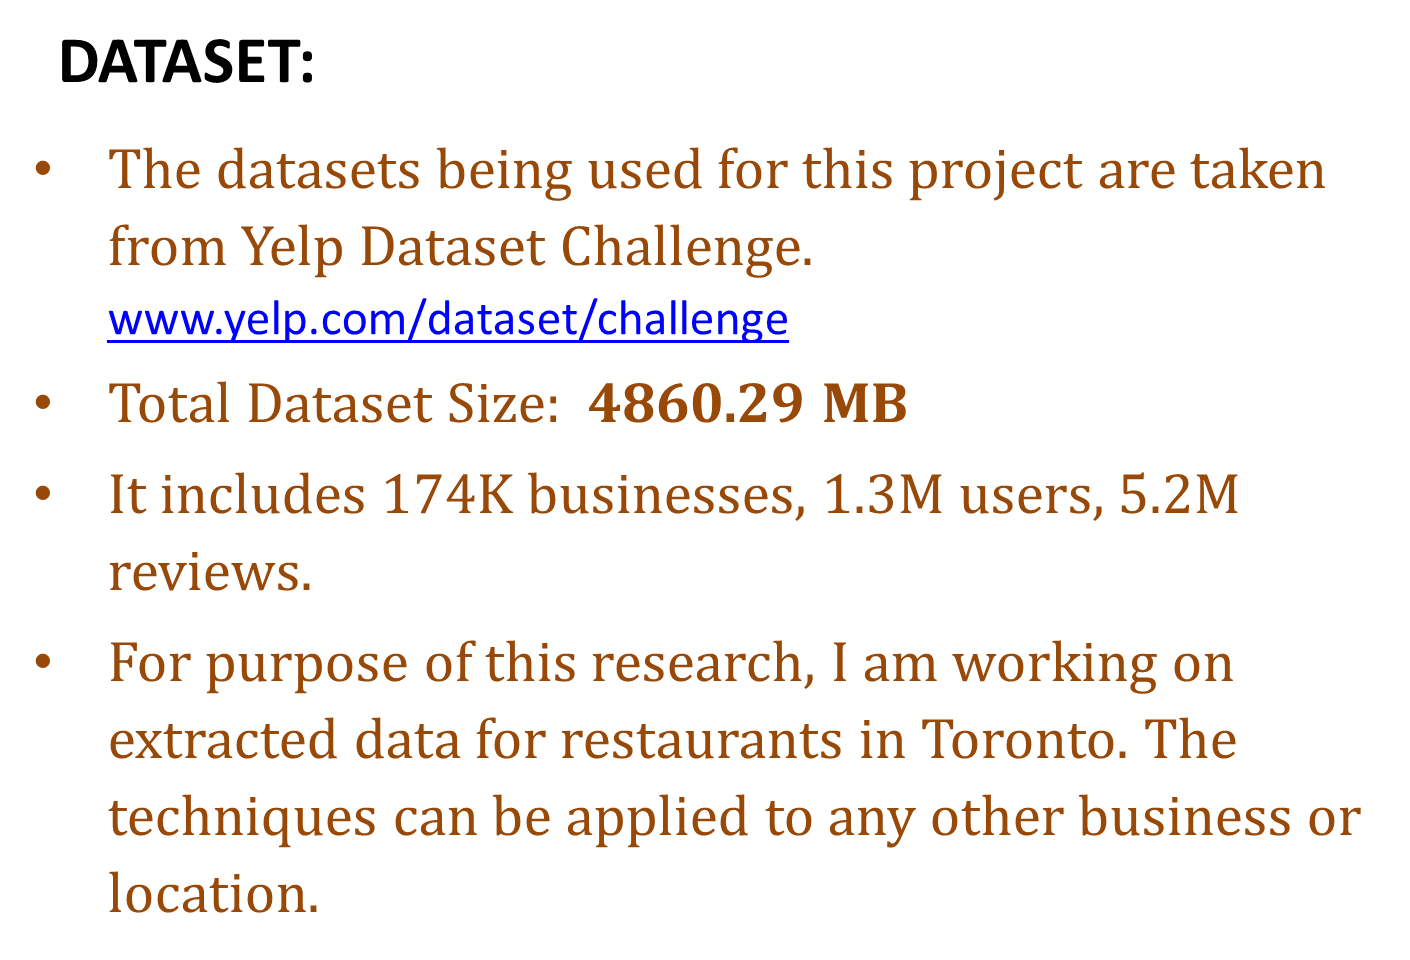 DATASET:
• The datasets being used for this project are taken
from Yelp Dataset Challenge.
www.yelp.com/dataset/challenge
• Total Dataset Size: 4860.29 MB
• It includes 174K businesses, 1.3M users, 5.2M
reviews.
• For purpose of this research, I am working on
extracted data for restaurants in Toronto. The
techniques can be applied to any other business or
location.